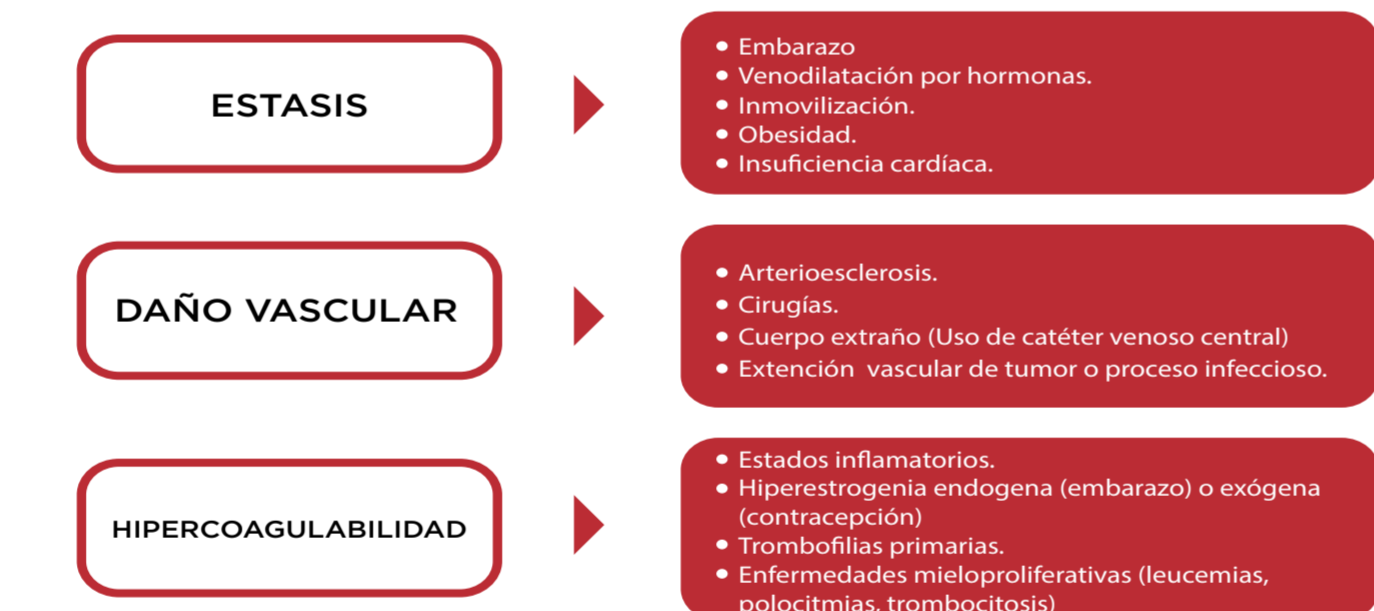 ESTASIS
• Embarazo
• Venodilatación por hormonas.
• Inmovilización.
• Obesidad.
• Insuficiencia cardíaca.
DAÑO VASCULAR
• Arterioesclerosis.
• Cirugías.
• Cuerpo extraño (Uso de catéter venoso central)
• Extención vascular de tumor o proceso infeccioso.
HIPERCOAGULABILIDAD
• Estados inflamatorios.
• Hiperestrogenia endogena (embarazo) o exógena
(contracepción)
• Trombofilias primarias.
• Enfermedades mieloproliferativas (leucemias,
polocitmias, trombocitosis)